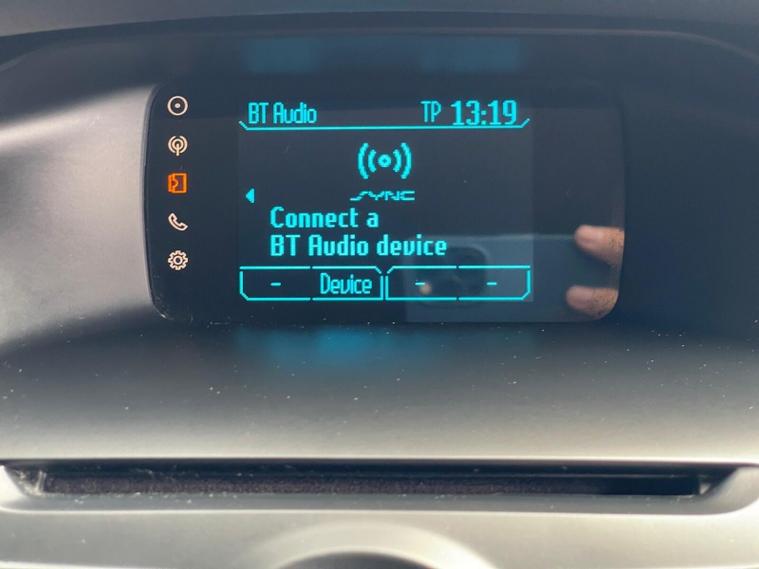 BT Audio TP 13:19
SYNC
Connect a
BT Audio device
- Device - -